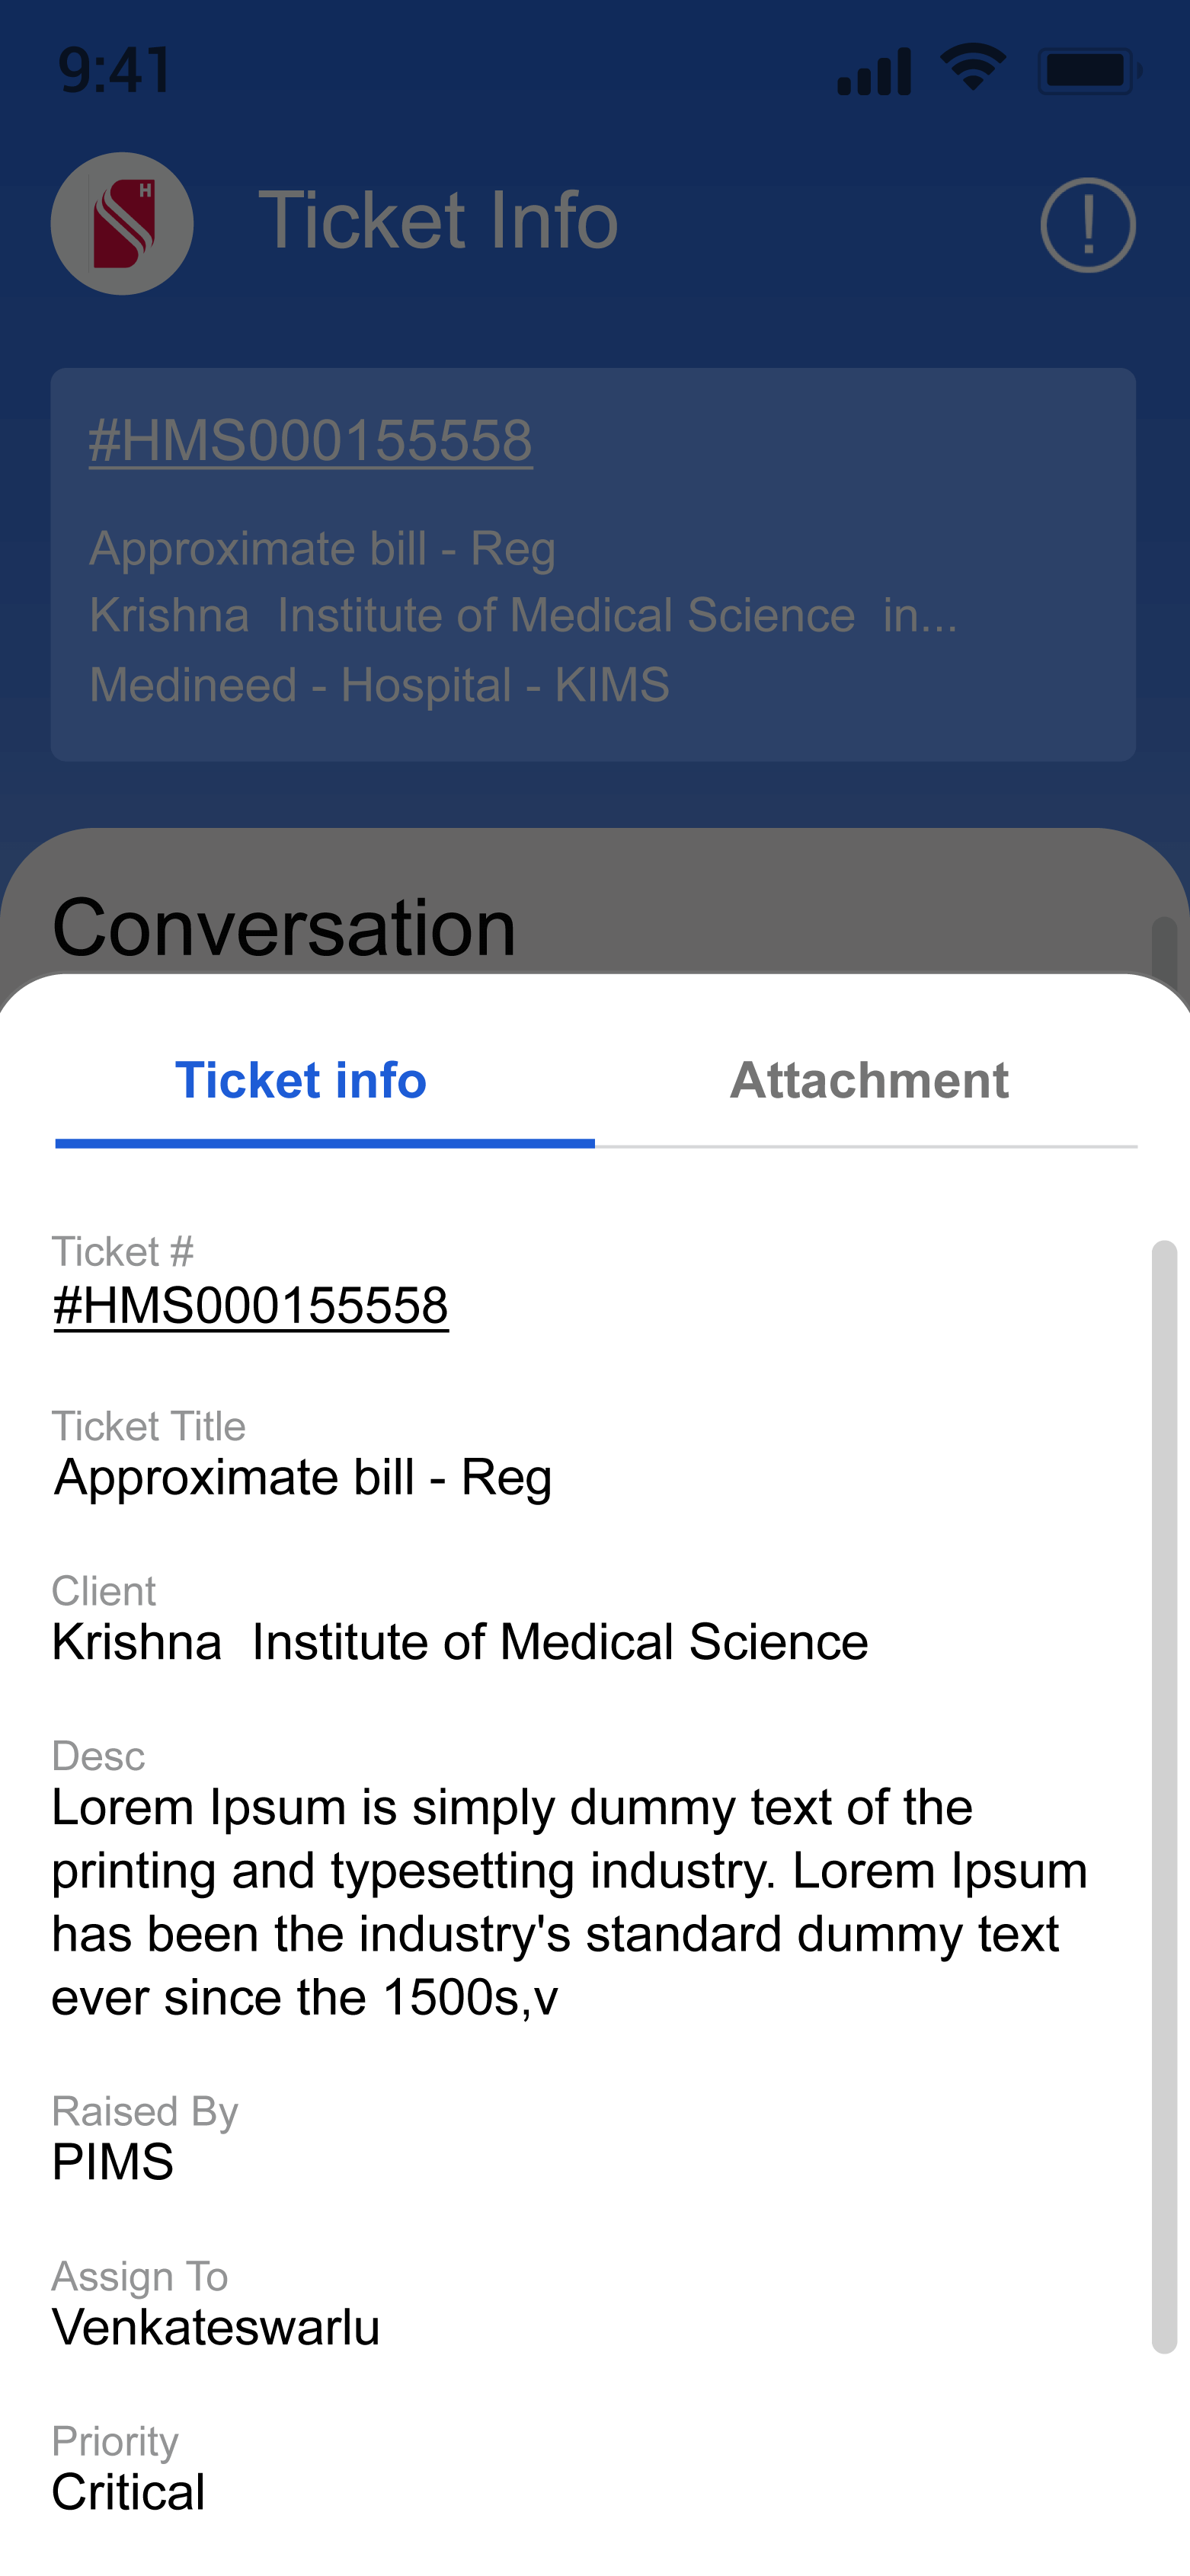 9:41
H
Ticket Info
#HMS000155558
Approximate bill - Reg
Krishna  Institute of Medical Science  in...
Medineed - Hospital - KIMS
Conversation
Ticket info
Attachment
Ticket #
#HMS000155558
Ticket Title
Approximate bill - Reg
Client
Krishna  Institute of Medical Science
Desc
Lorem Ipsum is simply dummy text of the
printing and typesetting industry. Lorem Ipsum
has been the industry's standard dummy text
ever since the 1500s,v
Raised By
PIMS
Assign To
Venkateswarlu
Priority
Critical